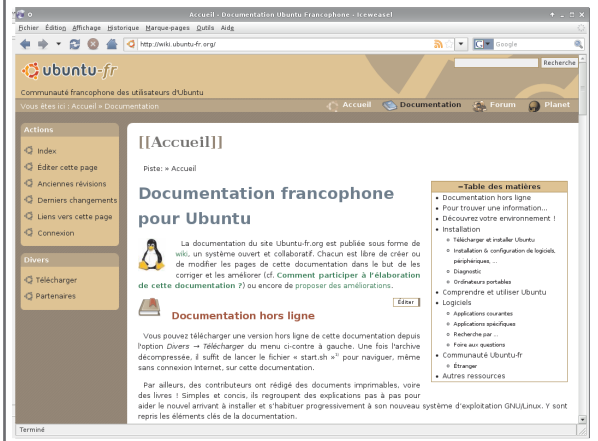 Accueil - Documentation Ubuntu Francophone - Iceweasel
Fichier Édition Affichage Historique Marque-pages Outils Aide
http://wiki.ubuntu-fr.org/
Google
ubuntu-fr
Recherche
Communauté francophone des utilisateurs d'Ubuntu
Vous êtes ici : Accueil » Documentation
Accueil Documentation Forum Planet
Actions
Index
Éditer cette page
Anciennes révisions
Derniers changements
Liens vers cette page
Connexion
Divers
Télécharger
Partenaires
[[Accueil]]
Piste: » Accueil
Documentation francophone
pour Ubuntu
La documentation du site Ubuntu-fr.org est publiée sous forme de
wiki, un système ouvert et collaboratif. Chacun est libre de créer ou
de modifier les pages de cette documentation dans le but de les
corriger et les améliorer (cf. Comment participer à l'élaboration
de cette documentation ?) ou encore de proposer des améliorations.
Éditer
Documentation hors ligne
Vous pouvez télécharger une version hors ligne de cette documentation depuis
l'option Divers → Télécharger du menu ci-contre à gauche. Une fois l'archive
décompressée, il suffit de lancer le fichier « start.sh »1) pour naviguer, même
sans connexion Internet, sur cette documentation.
Par ailleurs, des contributeurs ont rédigé des documents imprimables, voire
des livres ! Simples et concis, ils regroupent des explications pas à pas pour
aider le nouvel arrivant à installer et s'habituer progressivement à son nouveau système d'exploitation GNU/Linux. Y sont
repris les éléments clés de la documentation.
−Table des matières
Documentation hors ligne
Pour trouver une information...
Découvrez votre environnement !
Installation
Télécharger et installer Ubuntu
Installation & configuration de logiciels,
périphériques, ...
Diagnostic
Ordinateurs portables
Comprendre et utiliser Ubuntu
Logiciels
Applications courantes
Applications spécifiques
Recherche par ...
Foire aux questions
Communauté Ubuntu-fr
Étranger
Autres ressources
Terminé